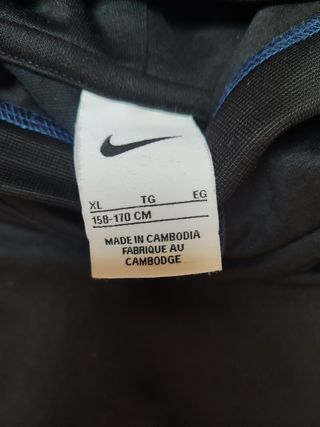 XL TG EG
158-170 CM
MADE IN CAMBODIA
FABRIQUE AU
CAMBODGE